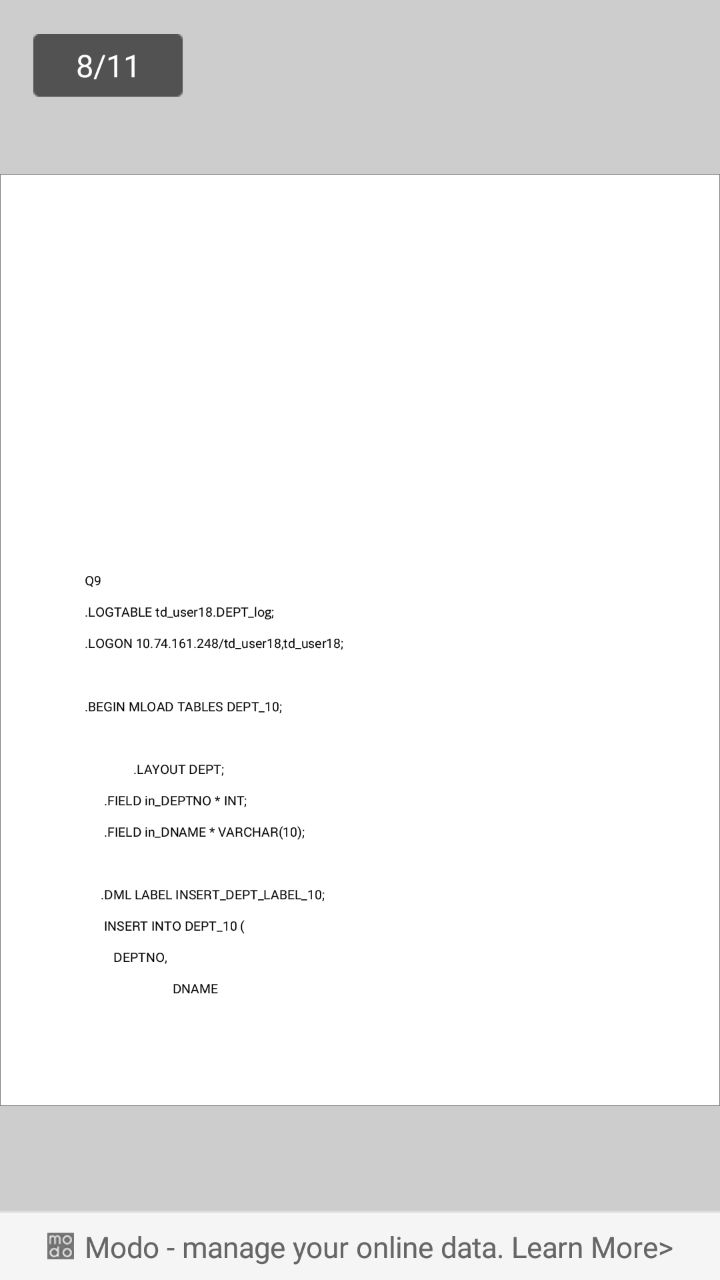 8/11
Q9
.LOGTABLE td_user18.DEPT_log;
.LOGON 10.74.161.248/td_user18,td_user18;
.BEGIN MLOAD TABLES DEPT_10;
.LAYOUT DEPT;
.FIELD in_DEPTNO * INT;
.FIELD in_DNAME * VARCHAR(10);
.DML LABEL INSERT_DEPT_LABEL_10;
INSERT INTO DEPT_10 (
DEPTNO,
DNAME
modo Modo - manage your online data. Learn More>